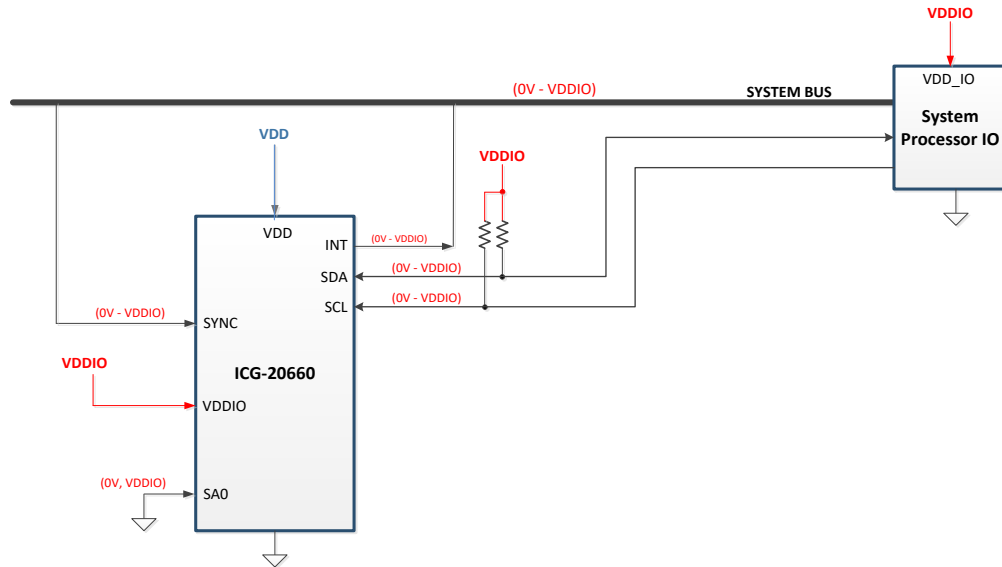 VDDIO
VDD_IO
(0V - VDDIO)
SYSTEM BUS
System
Processor IO
VDD
VDDIO
VDD
INT
(0V - VDDIO)
SDA
(0V - VDDIO)
SCL
(0V - VDDIO)
(0V - VDDIO)
SYNC
VDDIO
ICG-20660
VDDIO
(0V, VDDIO)
SA0